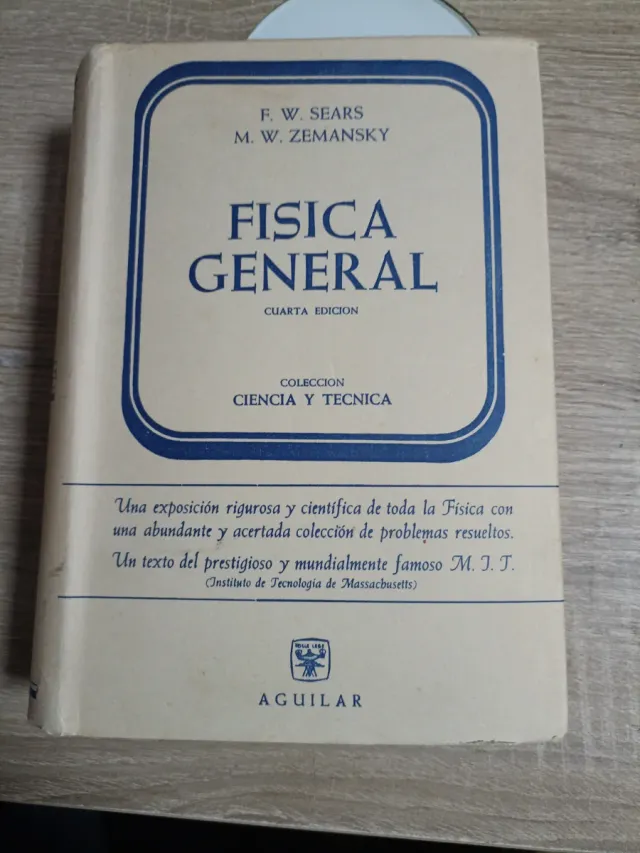 F. W. SEARS
M. W. ZEMANSKY
FISICA
GENERAL
CUARTA EDICION
COLECCION
CIENCIA Y TECNICA
Una exposición rigurosa y científica de toda la Física con
una abundante y acertada colección de problemas resueltos.
Un texto del prestigioso y mundialmente famoso M. I. T.
(Instituto de Tecnología de Massachusetts)
AGUILAR